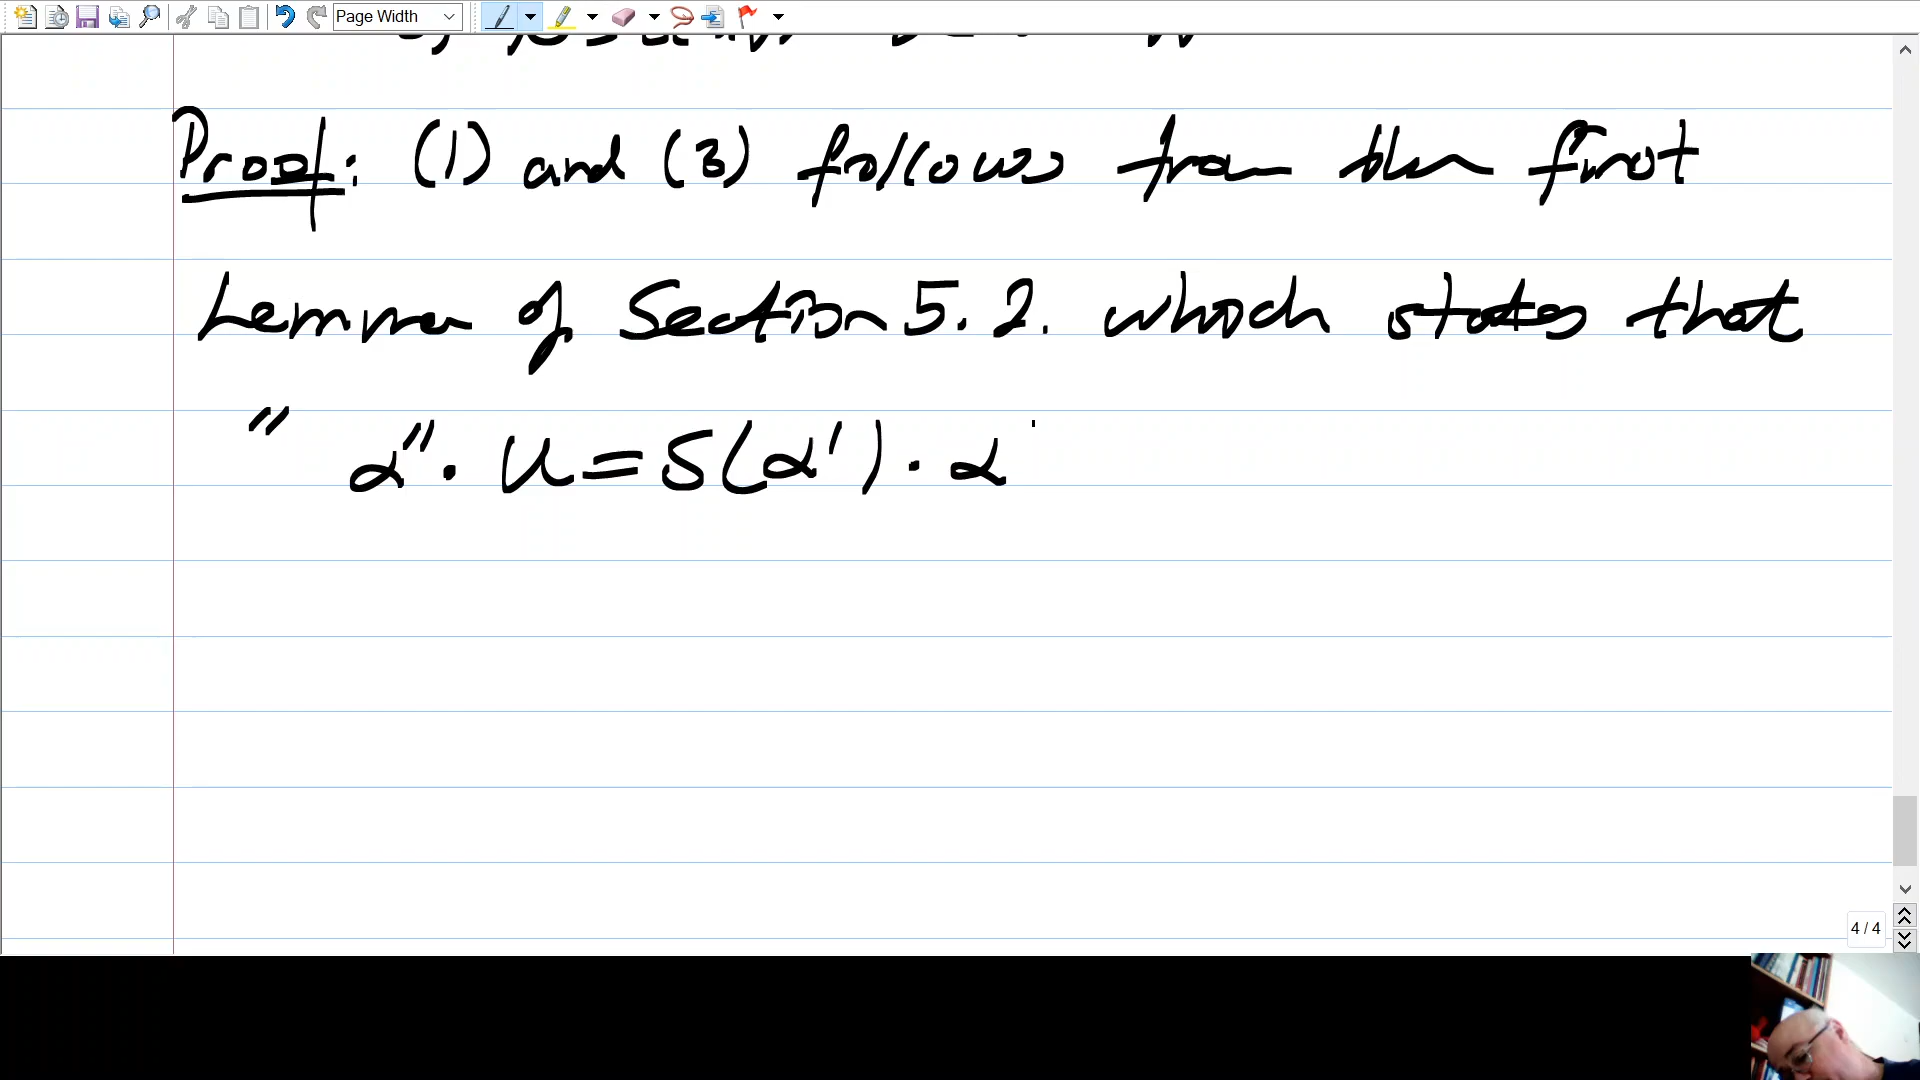 Page Width
Proof: (1) and (3) follows from the first
Lemma of Section 5.2. which states that
" α''. U = S(α') . α
4 / 4